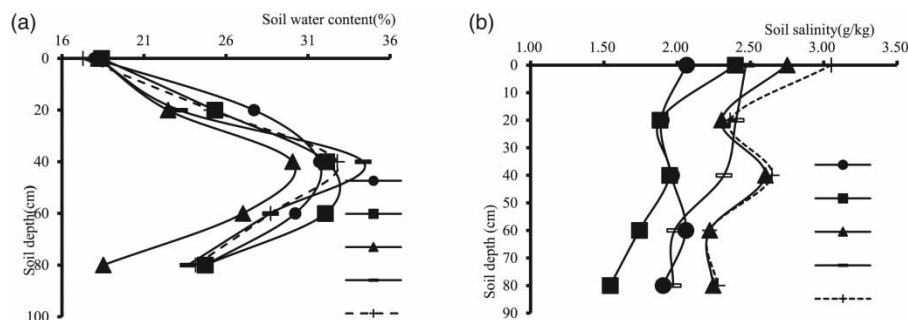 (a)
Soil water content(%)
16 21 26 31 36
0
20
40
60
80
100
Soil depth(cm)
(b)
Soil salinity(g/kg)
1.00 1.50 2.00 2.50 3.00 3.50
0
10
20
30
40
50
60
70
80
90
Soil depth (cm)